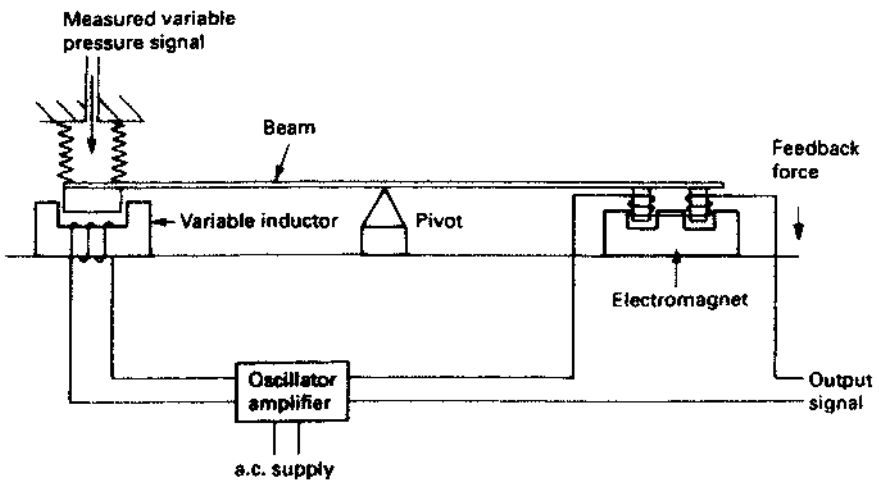 Measured variable
pressure signal
Beam
Feedback
force
Variable inductor
Pivot
Electromagnet
Oscillator
amplifier
Output
signal
a.c. supply